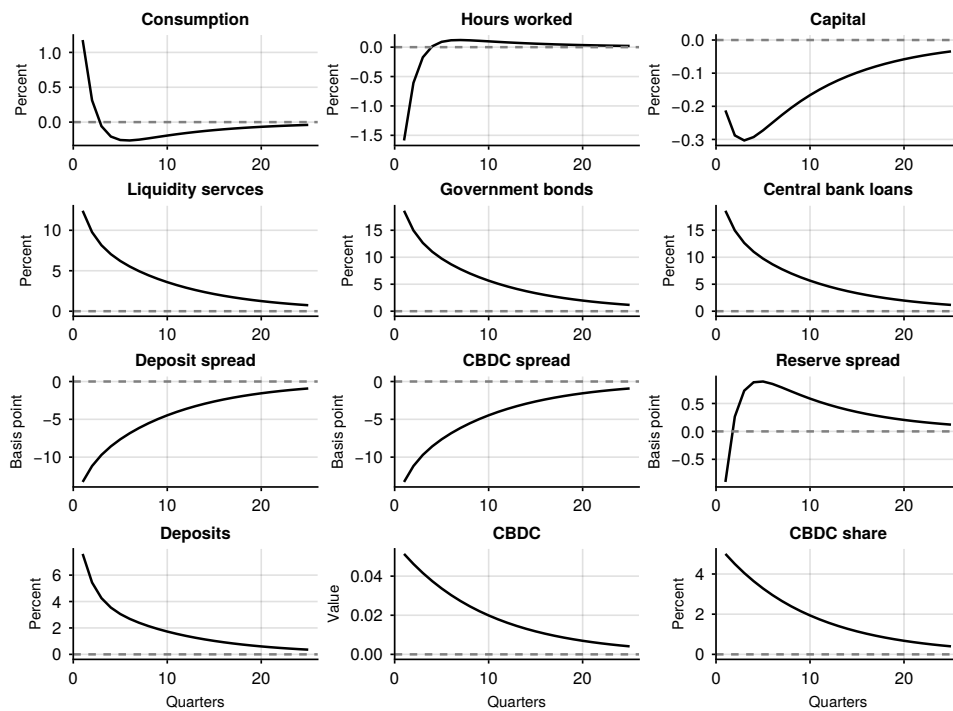 Consumption Hours worked Capital
Percent 1.0 0.5 0.0 0 10 20
Percent 0.0 −0.5 −1.0 −1.5 0 10 20
Percent 0.0 −0.1 −0.2 −0.3 0 10 20
Liquidity servces Government bonds Central bank loans
Percent 10 5 0 0 10 20
Percent 15 10 5 0 0 10 20
Percent 15 10 5 0 0 10 20
Deposit spread CBDC spread Reserve spread
Basis point 0 −5 −10 0 10 20
Basis point 0 −5 −10 0 10 20
Basis point 0.5 0.0 −0.5 0 10 20
Deposits CBDC CBDC share
Percent 6 4 2 0 0 10 20
Value 0.04 0.02 0.00 0 10 20
Percent 4 2 0 0 10 20
Quarters Quarters Quarters